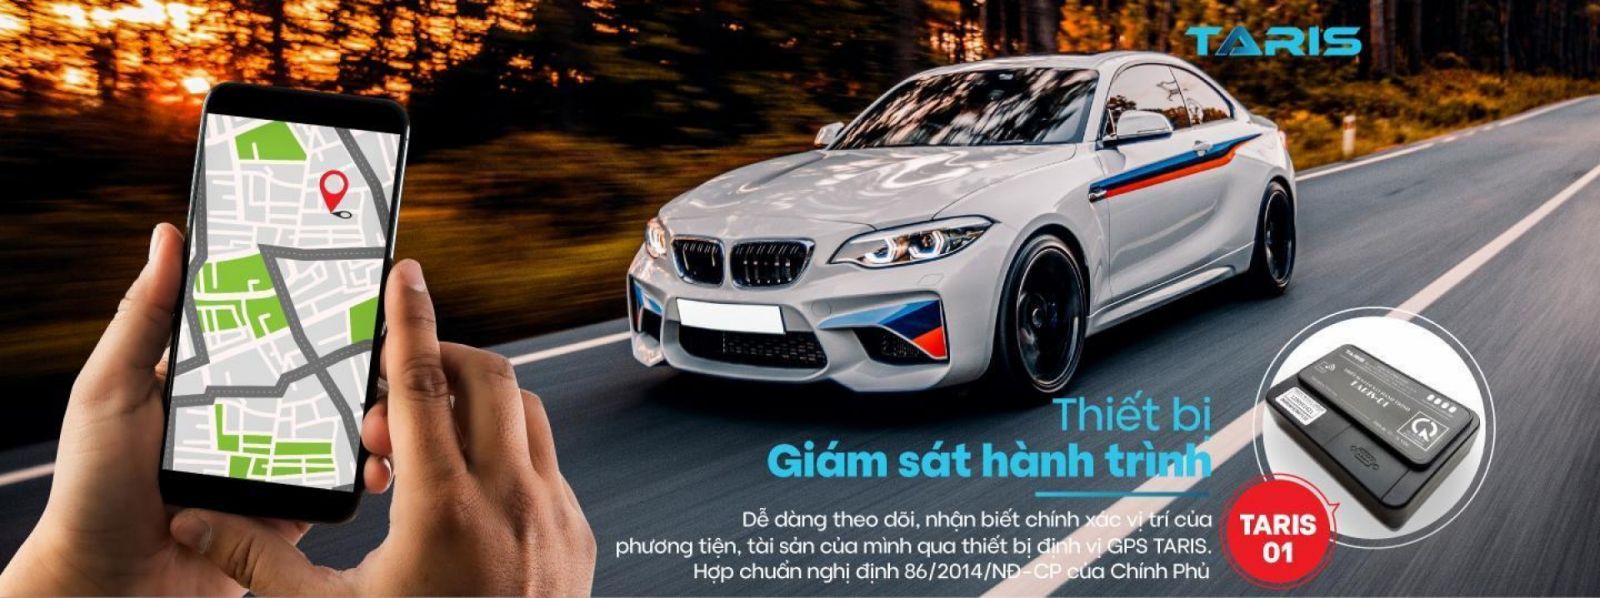 TARIS
Thiết bị
Giám sát hành trình
Dễ dàng theo dõi, nhận biết chính xác vị trí của
phương tiện, tài sản của mình qua thiết bị định vị GPS TARIS.
Hợp chuẩn nghị định 86/2014/NĐ-CP của Chính Phủ
TARIS
01
TARIS